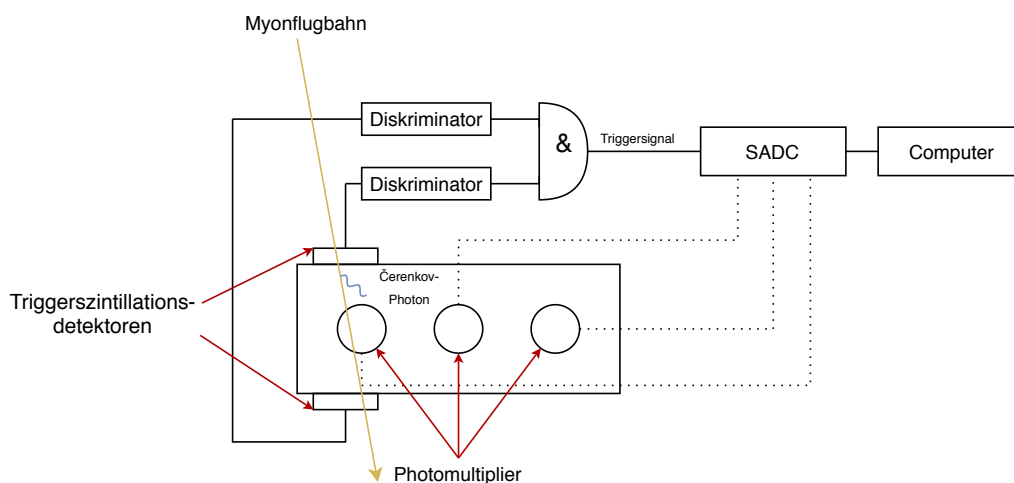 Myonflugbahn
Diskriminator
&
Triggersignal
SADC
Computer
Diskriminator
Čerenkov-
Photon
Triggerszintillations-
detektoren
Photomultiplier